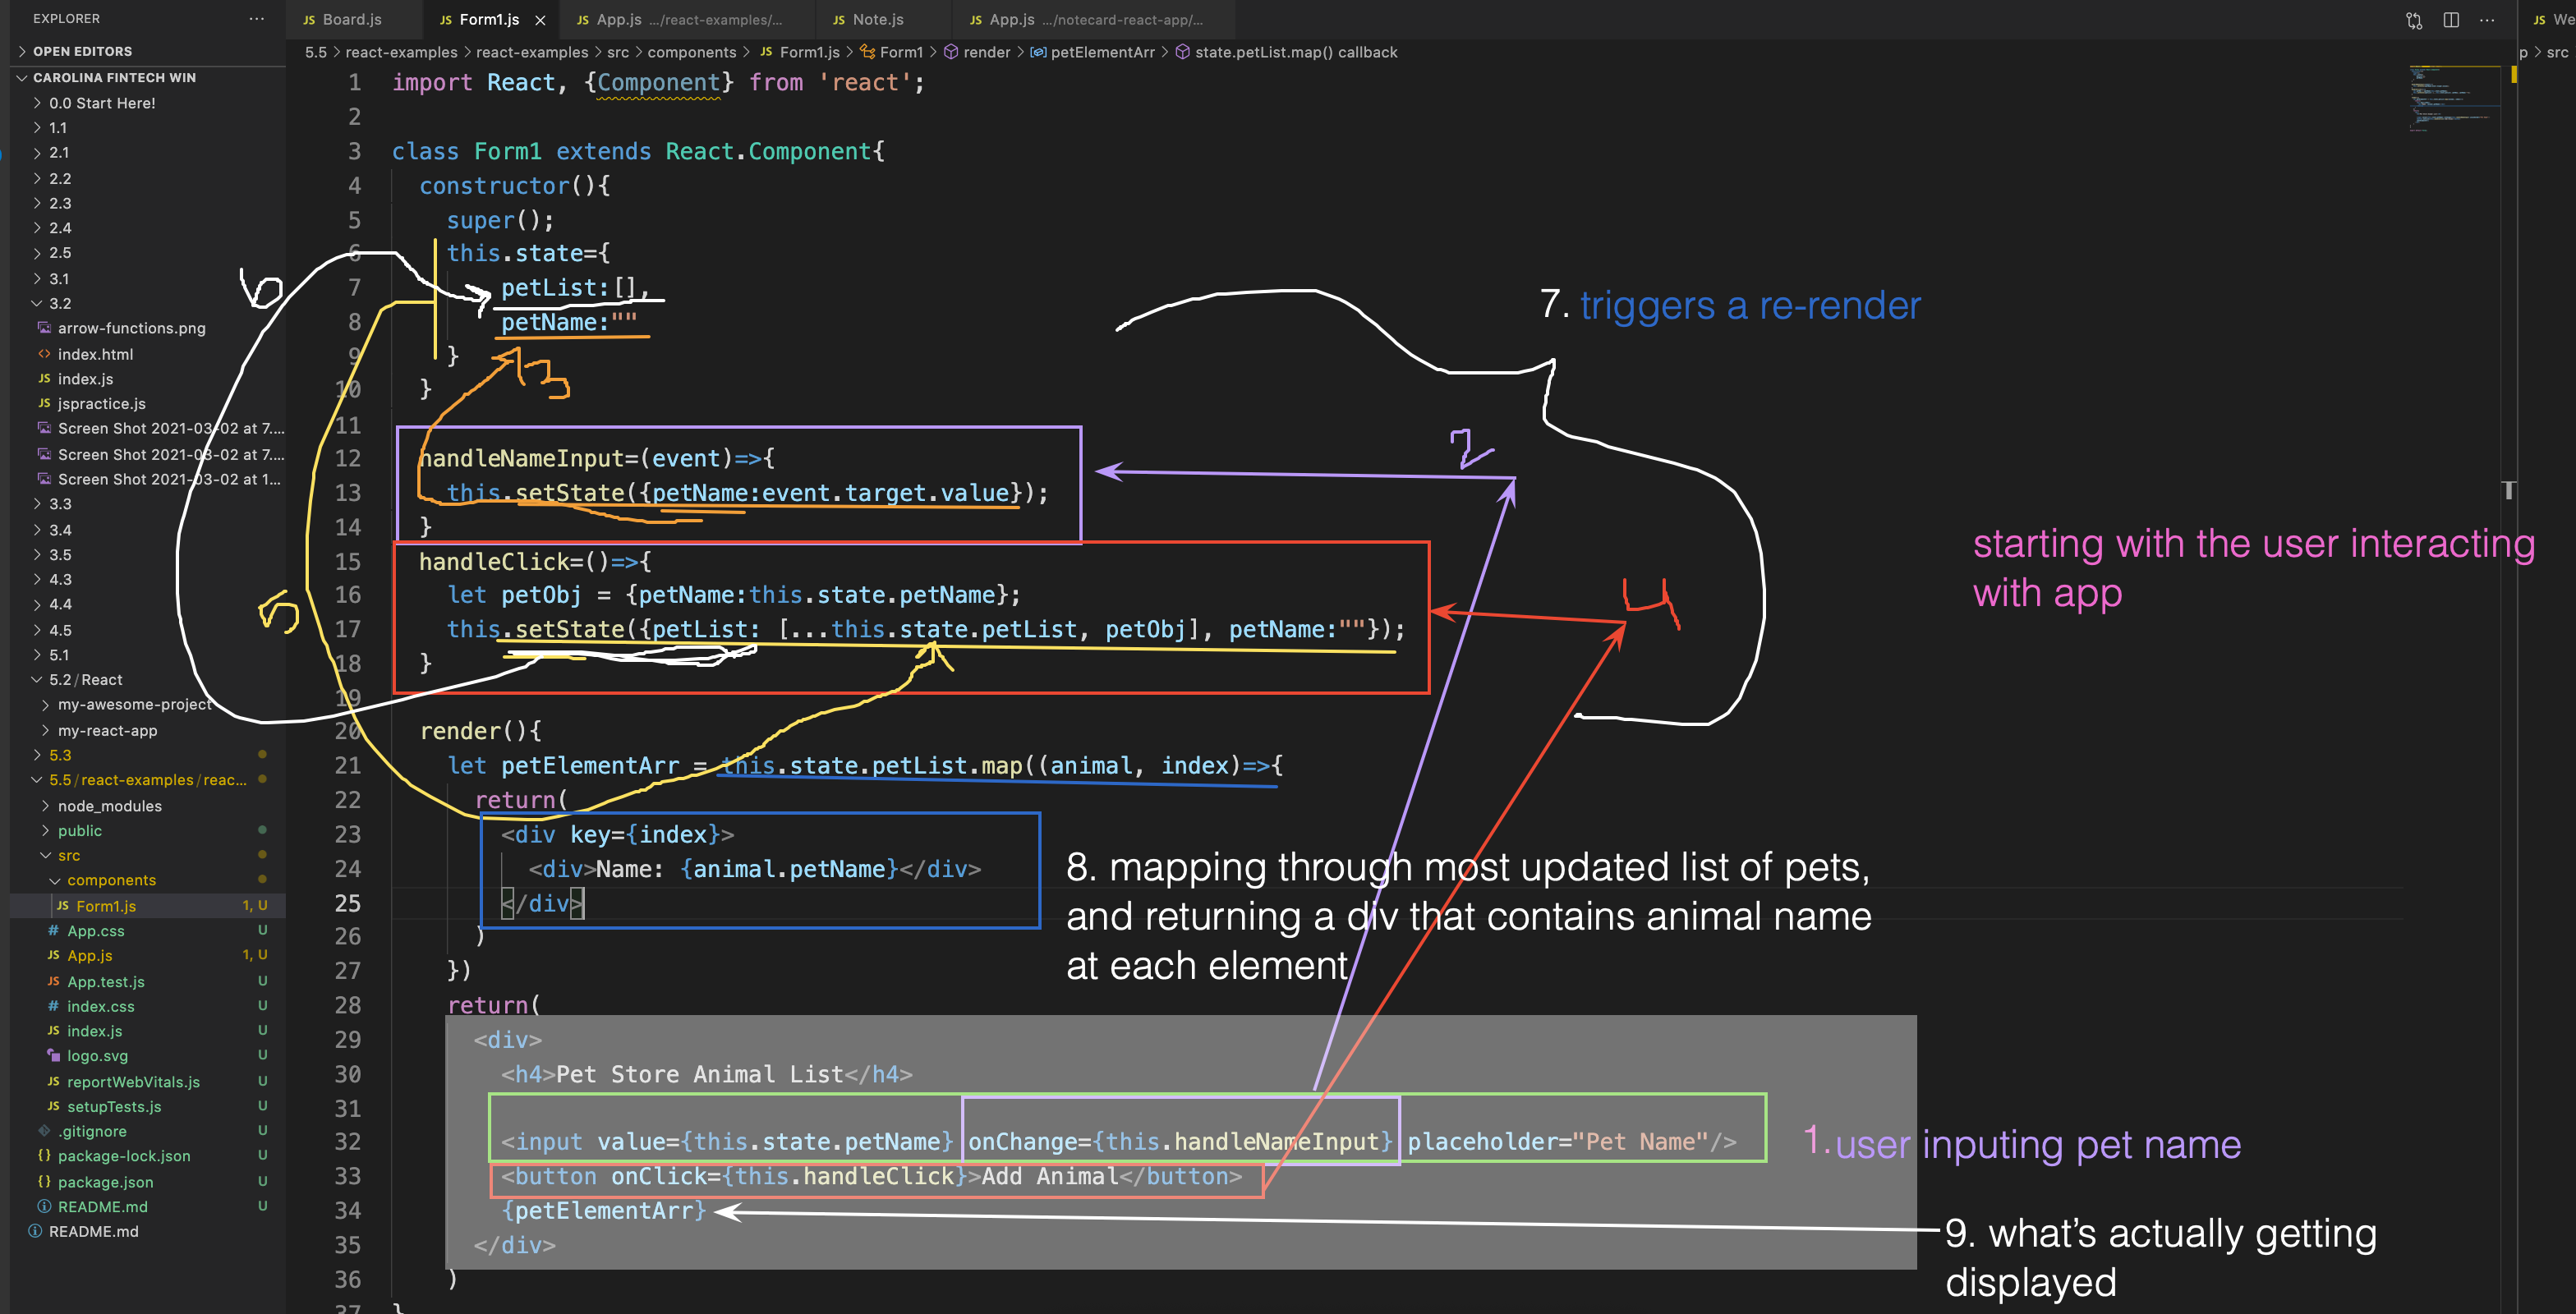 EXPLORER
···
OPEN EDITORS
CAROLINA FINTECH WIN
0.0 Start Here!
1.1
2.1
2.2
2.3
2.4
2.5
3.1
3.2
arrow-functions.png
index.html
JS index.js
JS jspractice.js
Screen Shot 2021-03-02 at 7....
Screen Shot 2021-03-02 at 7....
Screen Shot 2021-03-02 at 1...
3.3
3.4
3.5
4.3
4.4
4.5
5.1
5.2/React
my-awesome-project
my-react-app
5.3
5.5/react-examples/reac...
node_modules
public
src
components
JS Form1.js 1, U
# App.css U
JS App.js 1, U
JS App.test.js U
# index.css U
JS index.js U
logo.svg U
JS reportWebVitals.js U
JS setupTests.js U
.gitignore U
{} package-lock.json U
{} package.json U
README.md U
README.md
JS Board.js
JS Form1.js ×
JS App.js .../react-examples/...
JS Note.js
JS App.js .../notecard-react-app/...
JS We
5.5 > react-examples > react-examples > src > components > JS Form1.js > Form1 > render > petElementArr > state.petList.map() callback
p > src
1 import React, {Component} from 'react';
2
3 class Form1 extends React.Component{
4 constructor(){
5 super();
6 this.state={
7 petList:[],
8 petName:""
9 }
10 }
11
12 handleNameInput=(event)=>{
13 this.setState({petName:event.target.value});
14 }
15 handleClick=()=>{
16 let petObj = {petName:this.state.petName};
17 this.setState({petList: [...this.state.petList, petObj], petName:""});
18 }
19
20 render(){
21 let petElementArr = this.state.petList.map((animal, index)=>{
22 return(
23 <div key={index}>
24 <div>Name: {animal.petName}</div>
25 </div>
26 )
27 })
28 return(
29 <div>
30 <h4>Pet Store Animal List</h4>
31
32 <input value={this.state.petName} onChange={this.handleNameInput} placeholder="Pet Name"/>
33 <button onClick={this.handleClick}>Add Animal</button>
34 {petElementArr}
35 </div>
36 )
37 }
6
3
5
2
4
7. triggers a re-render
starting with the user interacting
with app
8. mapping through most updated list of pets,
and returning a div that contains animal name
at each element
1. user inputing pet name
9. what's actually getting
displayed
T